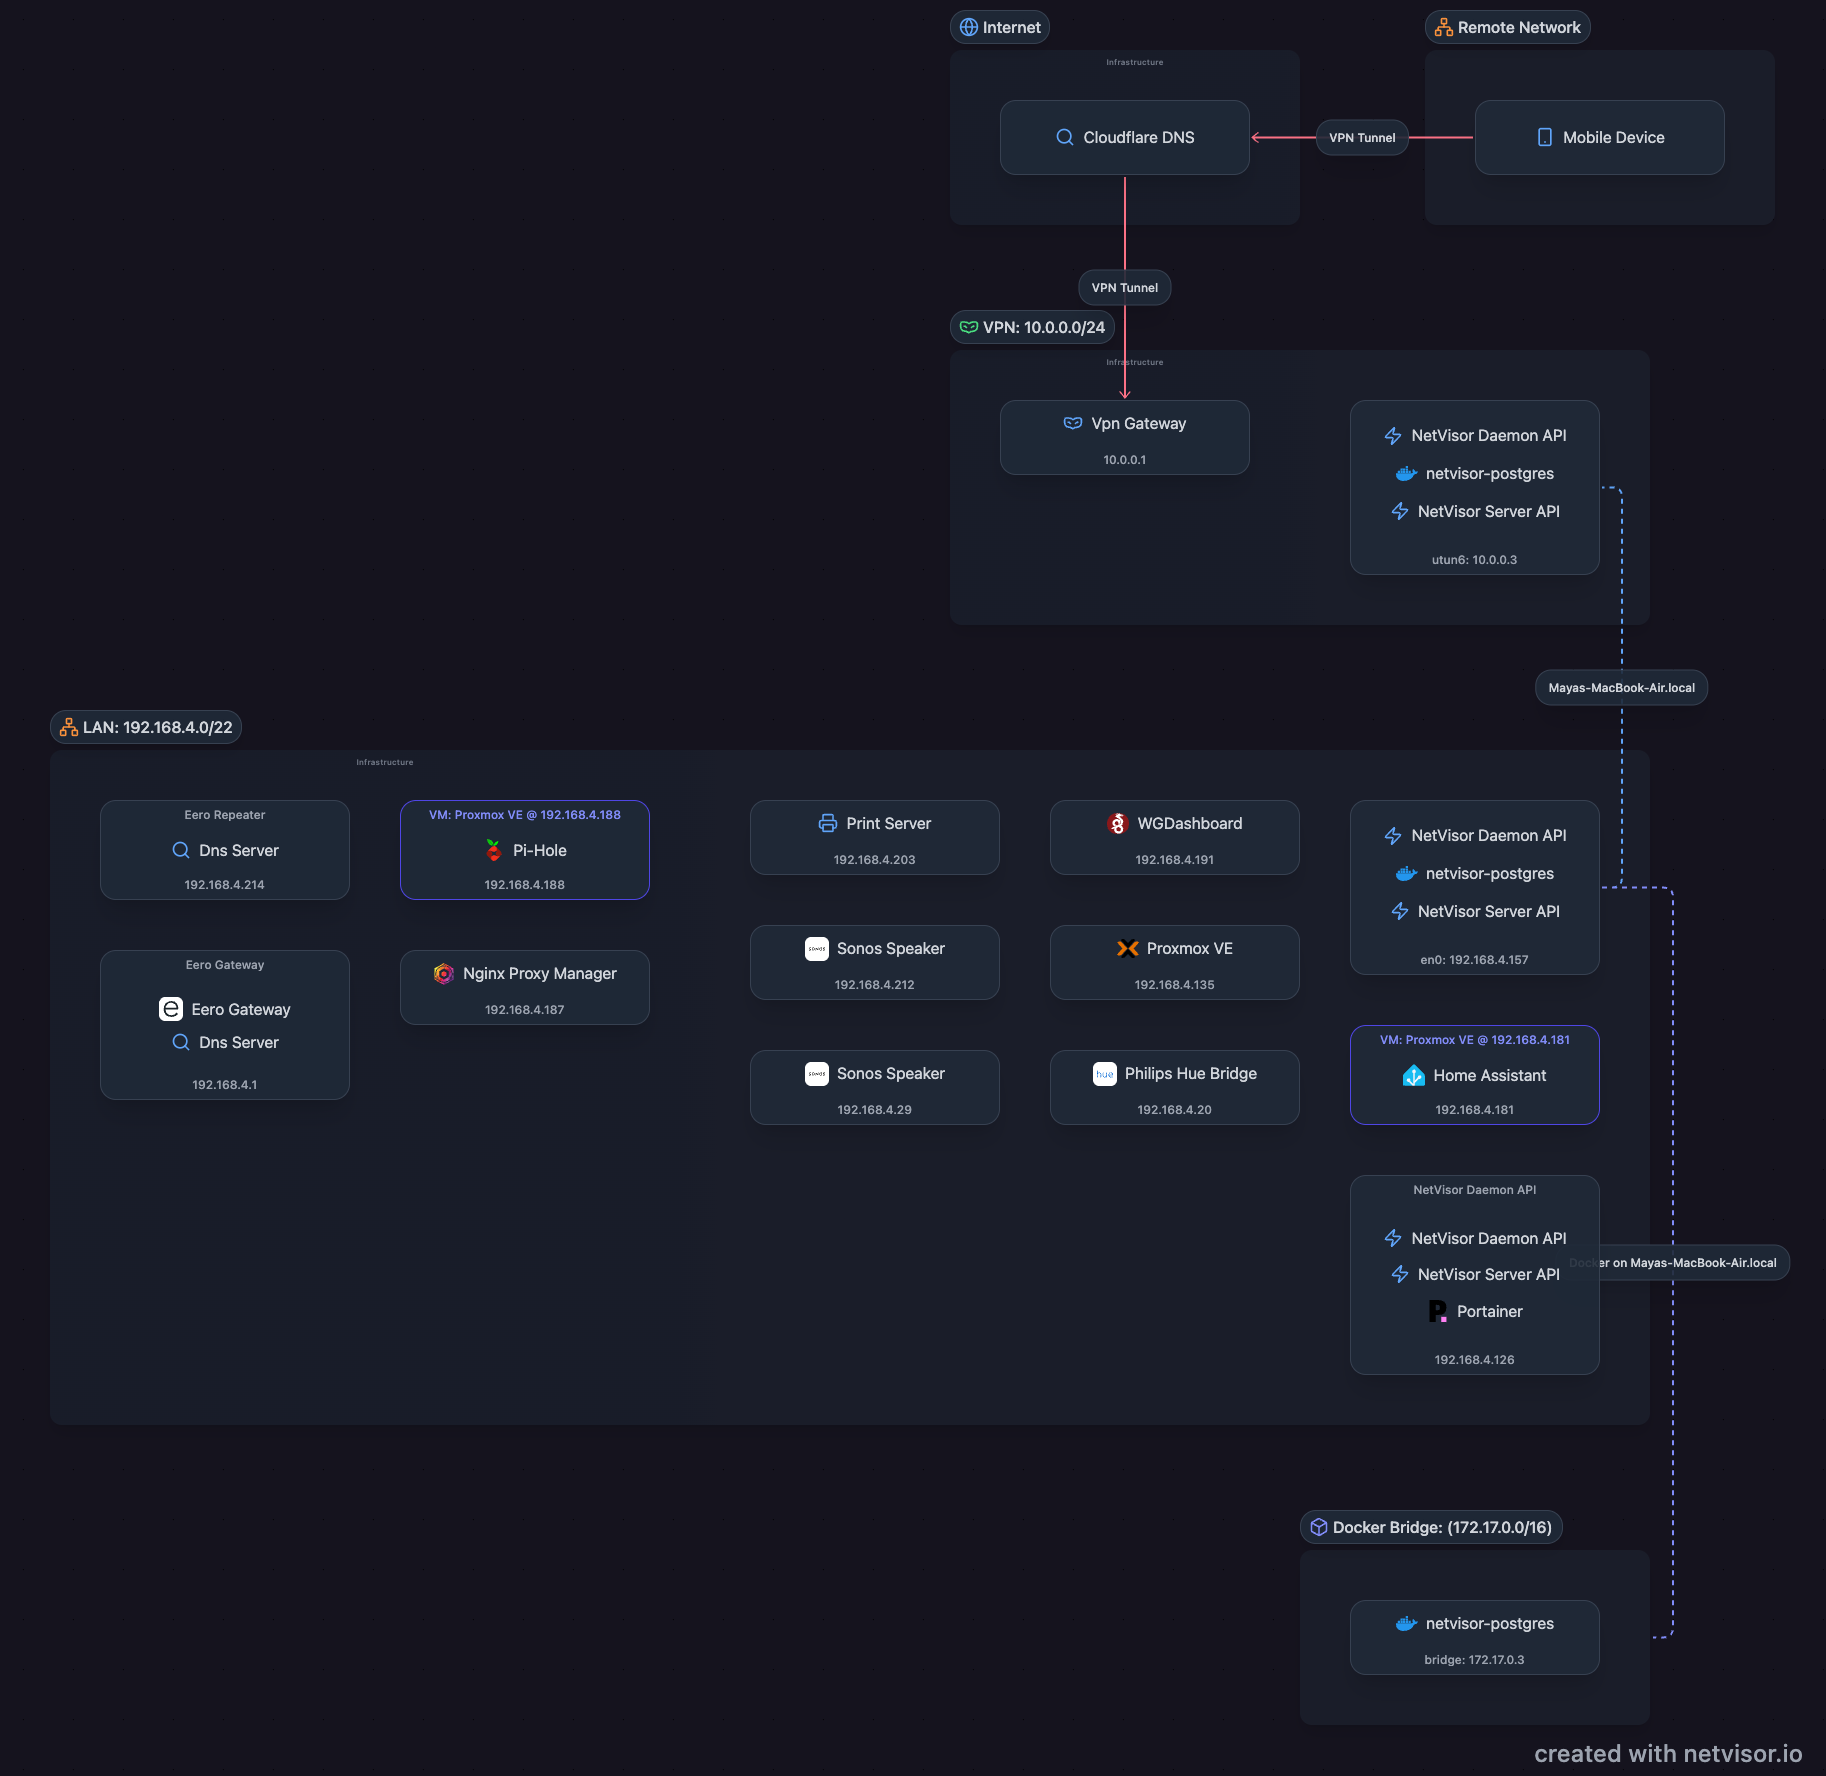 Internet
Remote Network
Infrastructure
Cloudflare DNS
VPN Tunnel
Mobile Device
VPN Tunnel
VPN: 10.0.0.0/24
Infrastructure
Vpn Gateway
10.0.0.1
NetVisor Daemon API
netvisor-postgres
NetVisor Server API
utun6: 10.0.0.3
Mayas-MacBook-Air.local
LAN: 192.168.4.0/22
Infrastructure
Eero Repeater
Dns Server
192.168.4.214
VM: Proxmox VE @ 192.168.4.188
Pi-Hole
192.168.4.188
Print Server
192.168.4.203
WGDashboard
192.168.4.191
NetVisor Daemon API
netvisor-postgres
NetVisor Server API
en0: 192.168.4.157
Eero Gateway
e
Eero Gateway
Dns Server
192.168.4.1
Nginx Proxy Manager
192.168.4.187
SONOS
Sonos Speaker
192.168.4.212
Proxmox VE
192.168.4.135
SONOS
Sonos Speaker
192.168.4.29
hue
Philips Hue Bridge
192.168.4.20
VM: Proxmox VE @ 192.168.4.181
Home Assistant
192.168.4.181
NetVisor Daemon API
NetVisor Daemon API
NetVisor Server API
P. Portainer
192.168.4.126
Docker on Mayas-MacBook-Air.local
Docker Bridge: (172.17.0.0/16)
netvisor-postgres
bridge: 172.17.0.3
created with netvisor.io